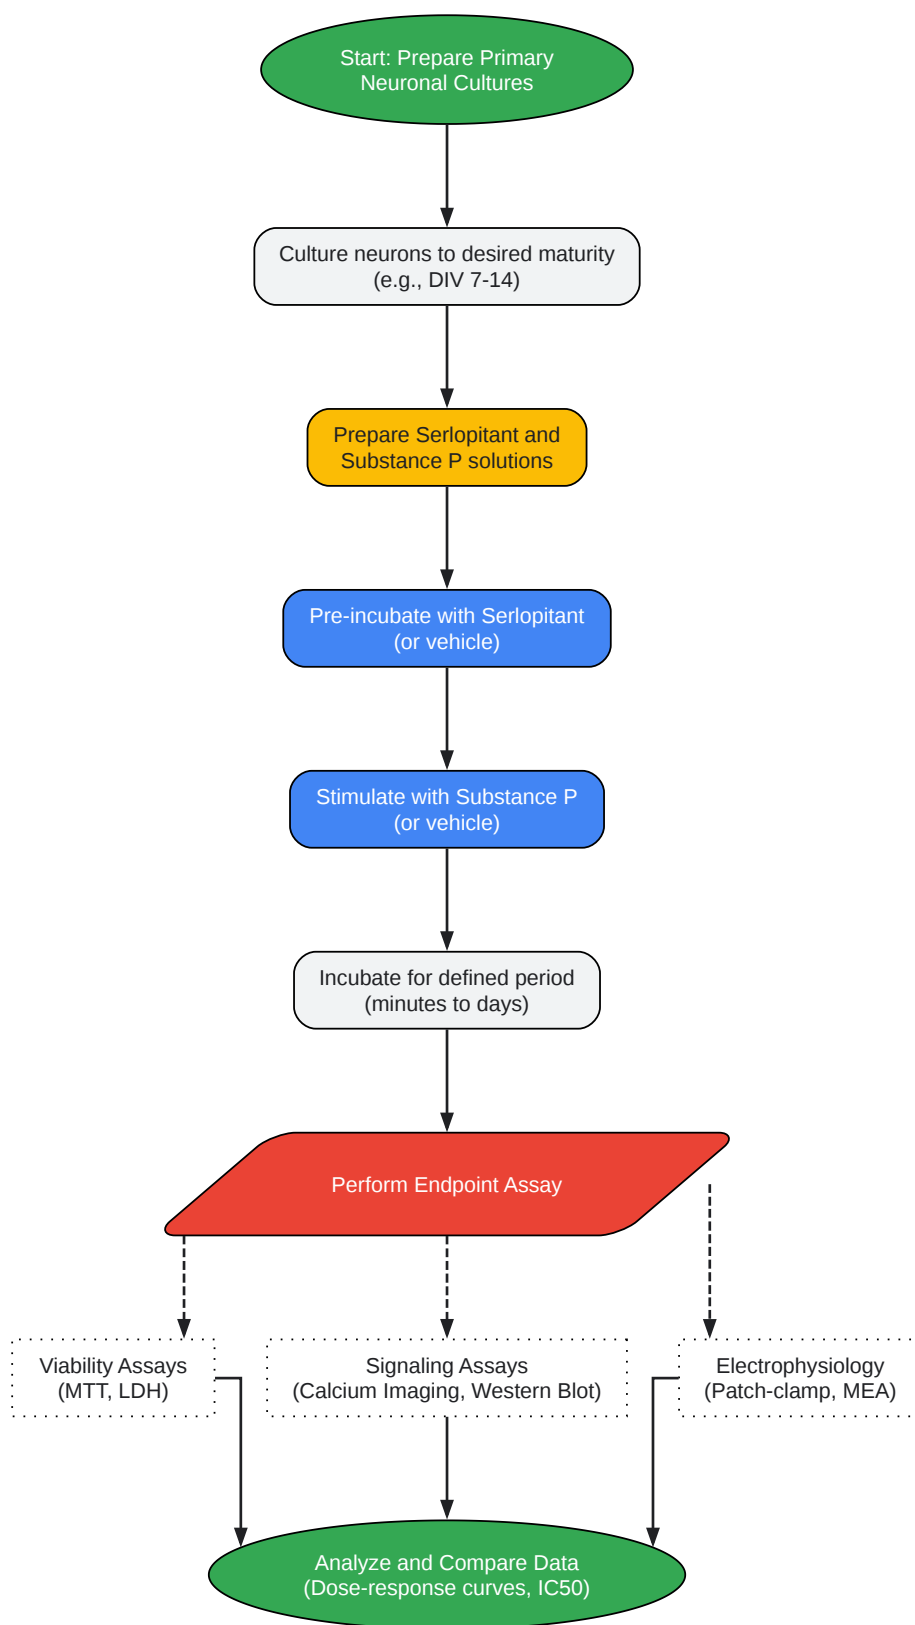 Start: Prepare Primary
Neuronal Cultures
Culture neurons to desired maturity
(e.g., DIV 7-14)
Prepare Serlopitant and
Substance P solutions
Pre-incubate with Serlopitant
(or vehicle)
Stimulate with Substance P
(or vehicle)
Incubate for defined period
(minutes to days)
Perform Endpoint Assay
Viability Assays
(MTT, LDH)
Signaling Assays
(Calcium Imaging, Western Blot)
Electrophysiology
(Patch-clamp, MEA)
Analyze and Compare Data
(Dose-response curves, IC50)